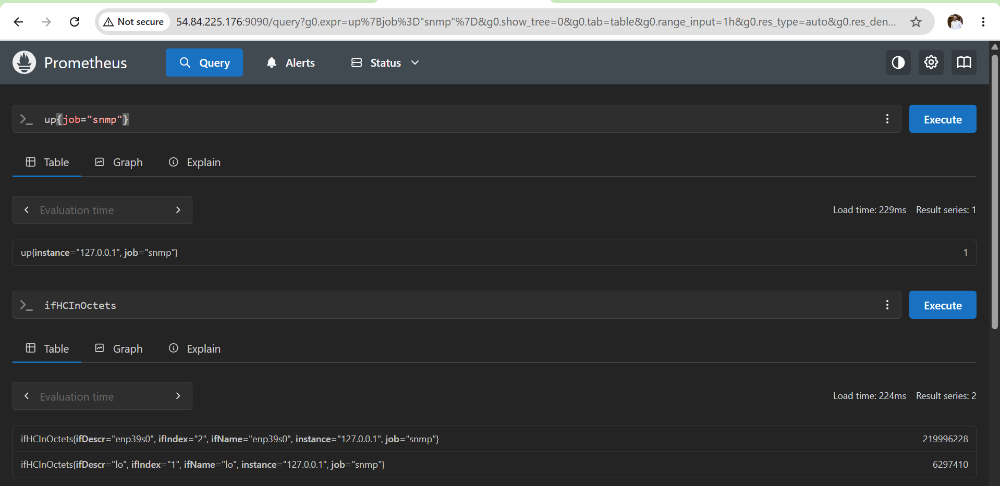 Not secure 54.84.225.176:9090/query?g0.expr=up%7Bjob%3D"snmp"%7D&g0.show_tree=0&g0.tab=table&g0.range_input=1h&g0.res_type=auto&g0.res_den...
Prometheus Query Alerts Status
>_ up{job="snmp"} Execute
Table Graph Explain
Evaluation time Load time: 229ms Result series: 1
up{instance="127.0.0.1", job="snmp"} 1
>_ ifHCInOctets Execute
Table Graph Explain
Evaluation time Load time: 224ms Result series: 2
ifHCInOctets{ifDescr="enp39s0", ifIndex="2", ifName="enp39s0", instance="127.0.0.1", job="snmp"} 219996228
ifHCInOctets{ifDescr="lo", ifIndex="1", ifName="lo", instance="127.0.0.1", job="snmp"} 6297410